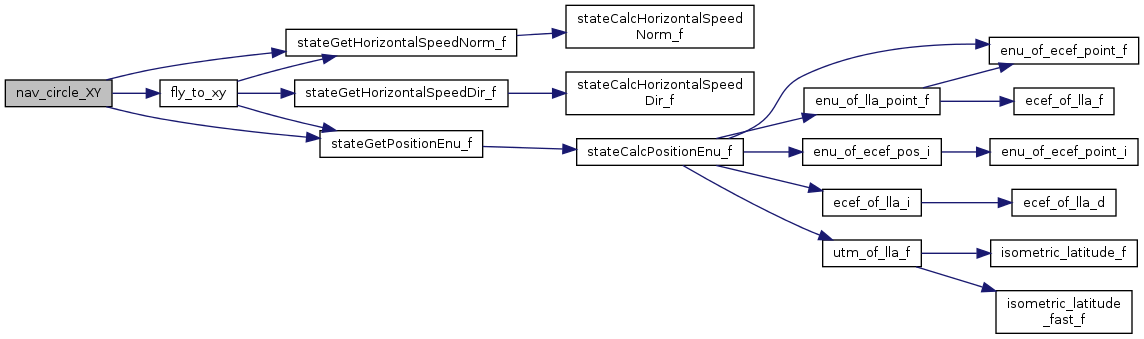 nav_circle_XY
fly_to_xy
stateGetHorizontalSpeedNorm_f
stateGetHorizontalSpeedDir_f
stateGetPositionEnu_f
stateCalcHorizontalSpeed
Norm_f
stateCalcHorizontalSpeed
Dir_f
stateCalcPositionEnu_f
enu_of_lla_point_f
enu_of_ecef_pos_i
ecef_of_lla_i
utm_of_lla_f
enu_of_ecef_point_f
ecef_of_lla_f
enu_of_ecef_point_i
ecef_of_lla_d
isometric_latitude_f
isometric_latitude
_fast_f